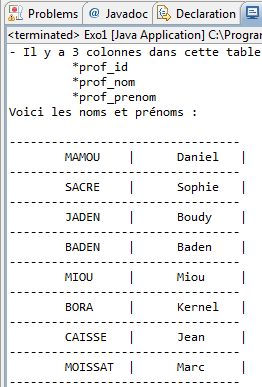 Problems @ Javadoc Declaration
<terminated> Exo1 [Java Application] C:\Progran
- Il y a 3 colonnes dans cette table
*prof_id
*prof_nom
*prof_prenom
Voici les noms et prénoms :
---------------------------------
MAMOU | Daniel |
---------------------------------
SACRE | Sophie |
---------------------------------
JADEN | Boudy |
---------------------------------
BADEN | Baden |
---------------------------------
MIOU | Miou |
---------------------------------
BORA | Kernel |
---------------------------------
CAISSE | Jean |
---------------------------------
MOISSAT | Marc |
---------------------------------